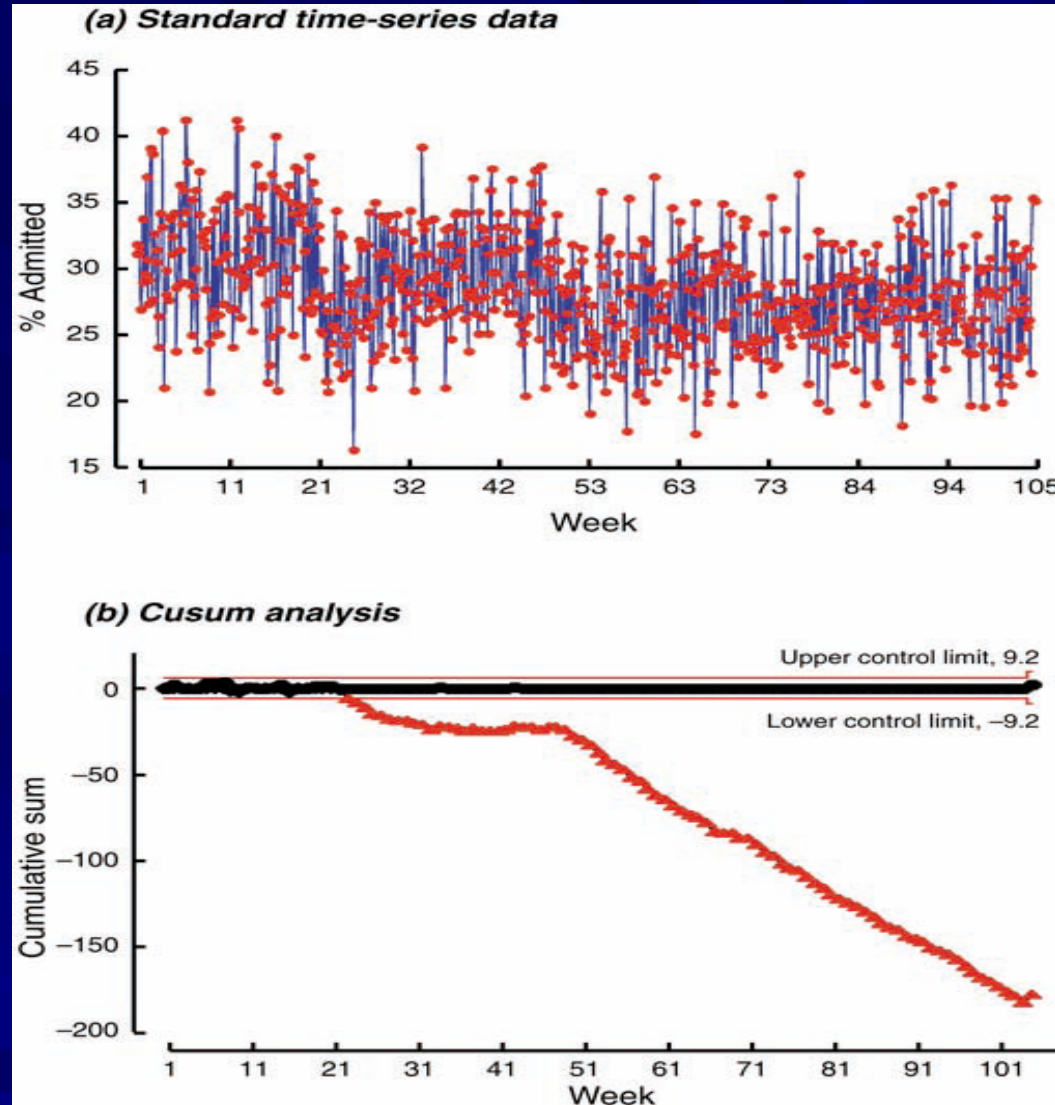 (a) Standard time-series data
45
40
35
30
25
20
15
% Admitted
1 11 21 32 42 53 63 73 84 94 105
Week
(b) Cusum analysis
Upper control limit, 9.2
Lower control limit, –9.2
0
–50
–100
–150
–200
Cumulative sum
1 11 21 31 41 51 61 71 81 91 101
Week